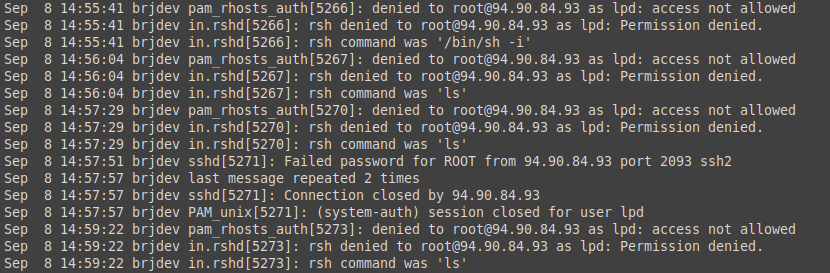 Sep  8 14:55:41 brjdev pam_rhosts_auth[5266]: denied to root@94.90.84.93 as lpd: access not allowed
Sep  8 14:55:41 brjdev in.rshd[5266]: rsh denied to root@94.90.84.93 as lpd: Permission denied.
Sep  8 14:55:41 brjdev in.rshd[5266]: rsh command was '/bin/sh -i'
Sep  8 14:56:04 brjdev pam_rhosts_auth[5267]: denied to root@94.90.84.93 as lpd: access not allowed
Sep  8 14:56:04 brjdev in.rshd[5267]: rsh denied to root@94.90.84.93 as lpd: Permission denied.
Sep  8 14:56:04 brjdev in.rshd[5267]: rsh command was 'ls'
Sep  8 14:57:29 brjdev pam_rhosts_auth[5270]: denied to root@94.90.84.93 as lpd: access not allowed
Sep  8 14:57:29 brjdev in.rshd[5270]: rsh denied to root@94.90.84.93 as lpd: Permission denied.
Sep  8 14:57:29 brjdev in.rshd[5270]: rsh command was 'ls'
Sep  8 14:57:51 brjdev sshd[5271]: Failed password for ROOT from 94.90.84.93 port 2093 ssh2
Sep  8 14:57:57 brjdev last message repeated 2 times
Sep  8 14:57:57 brjdev sshd[5271]: Connection closed by 94.90.84.93
Sep  8 14:57:57 brjdev PAM_unix[5271]: (system-auth) session closed for user lpd
Sep  8 14:59:22 brjdev pam_rhosts_auth[5273]: denied to root@94.90.84.93 as lpd: access not allowed
Sep  8 14:59:22 brjdev in.rshd[5273]: rsh denied to root@94.90.84.93 as lpd: Permission denied.
Sep  8 14:59:22 brjdev in.rshd[5273]: rsh command was 'ls'